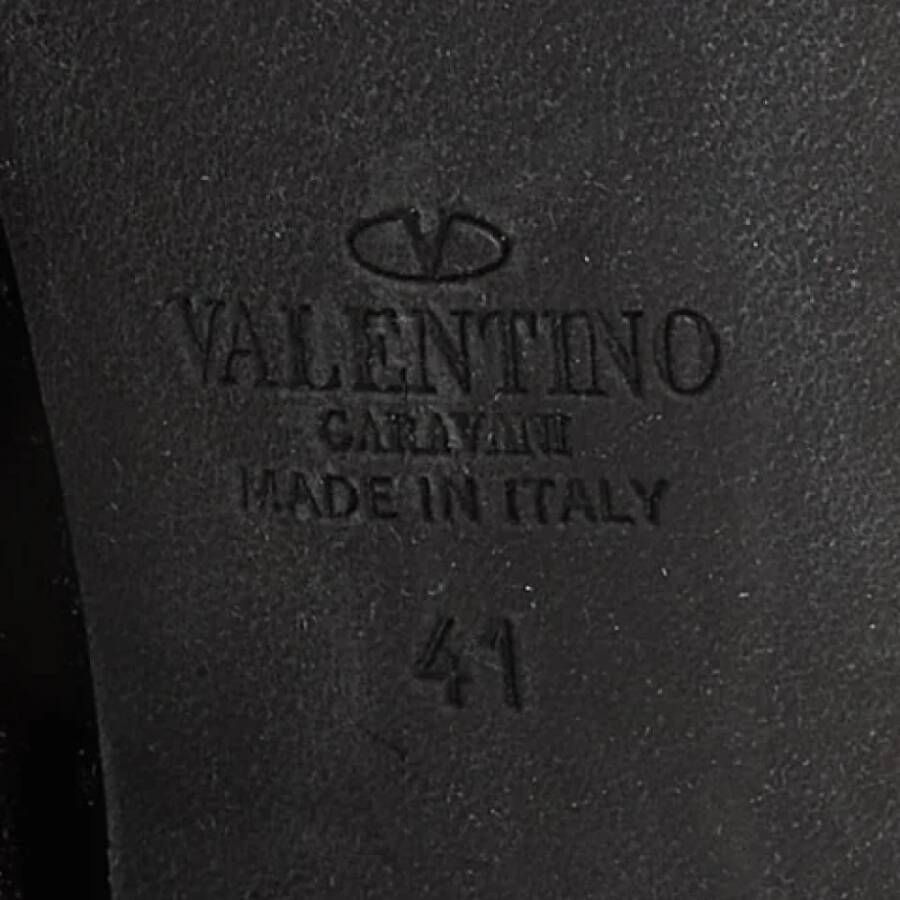 V
VALENTINO
GARAVANI
MADE IN ITALY
41